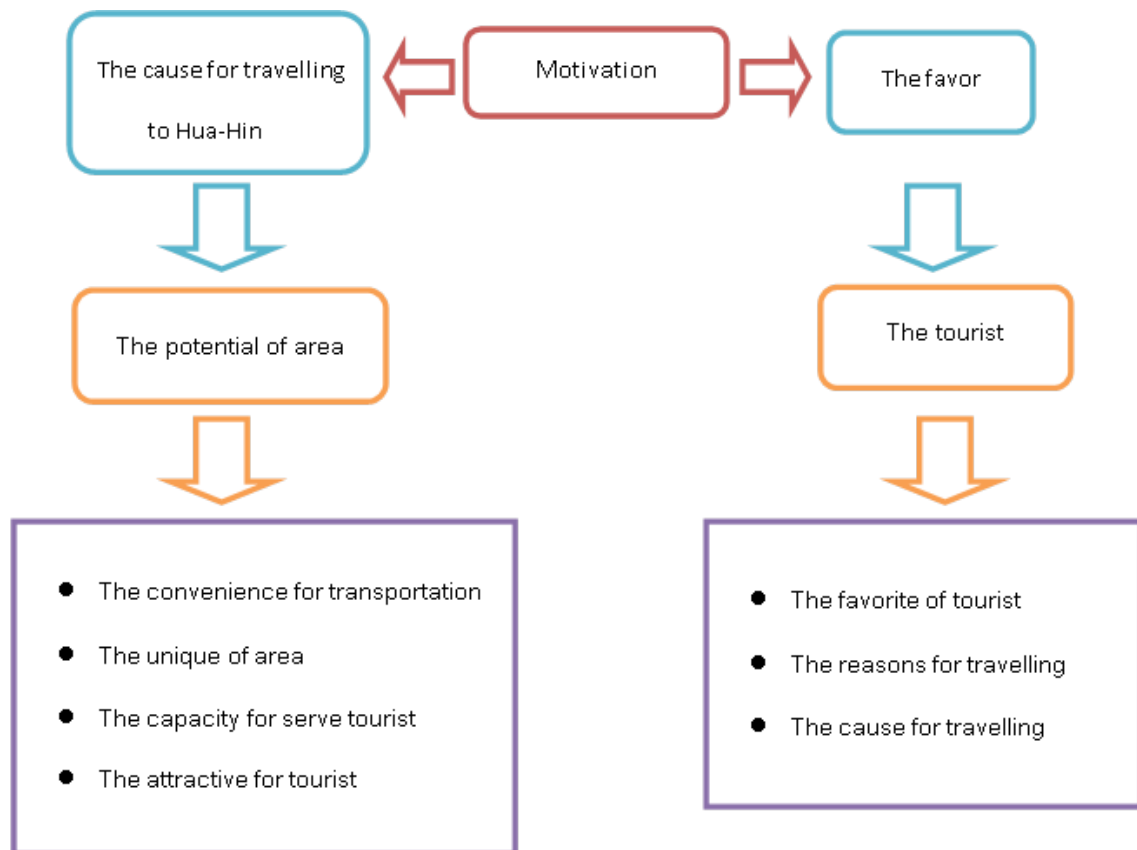 The cause for travelling
to Hua-Hin
Motivation
The favor
The potential of area
The tourist
● The convenience for transportation
● The unique of area
● The capacity for serve tourist
● The attractive for tourist
● The favorite of tourist
● The reasons for travelling
● The cause for travelling